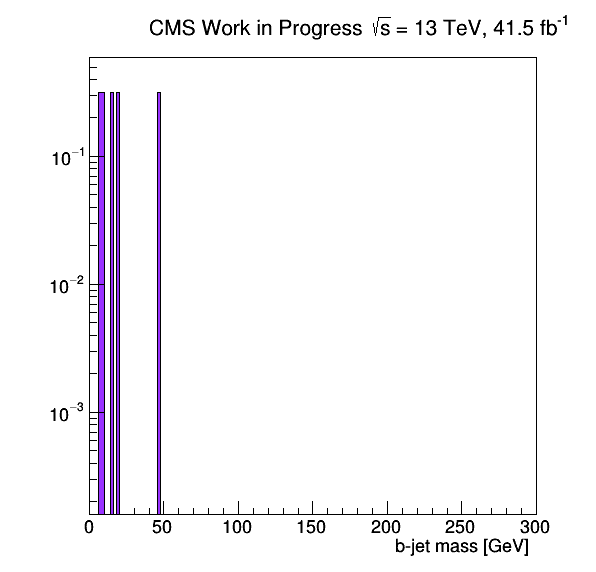 CMS Work in Progress √s = 13 TeV, 41.5 fb⁻¹
10⁻¹
10⁻²
10⁻³
0 50 100 150 200 250 300
b-jet mass [GeV]